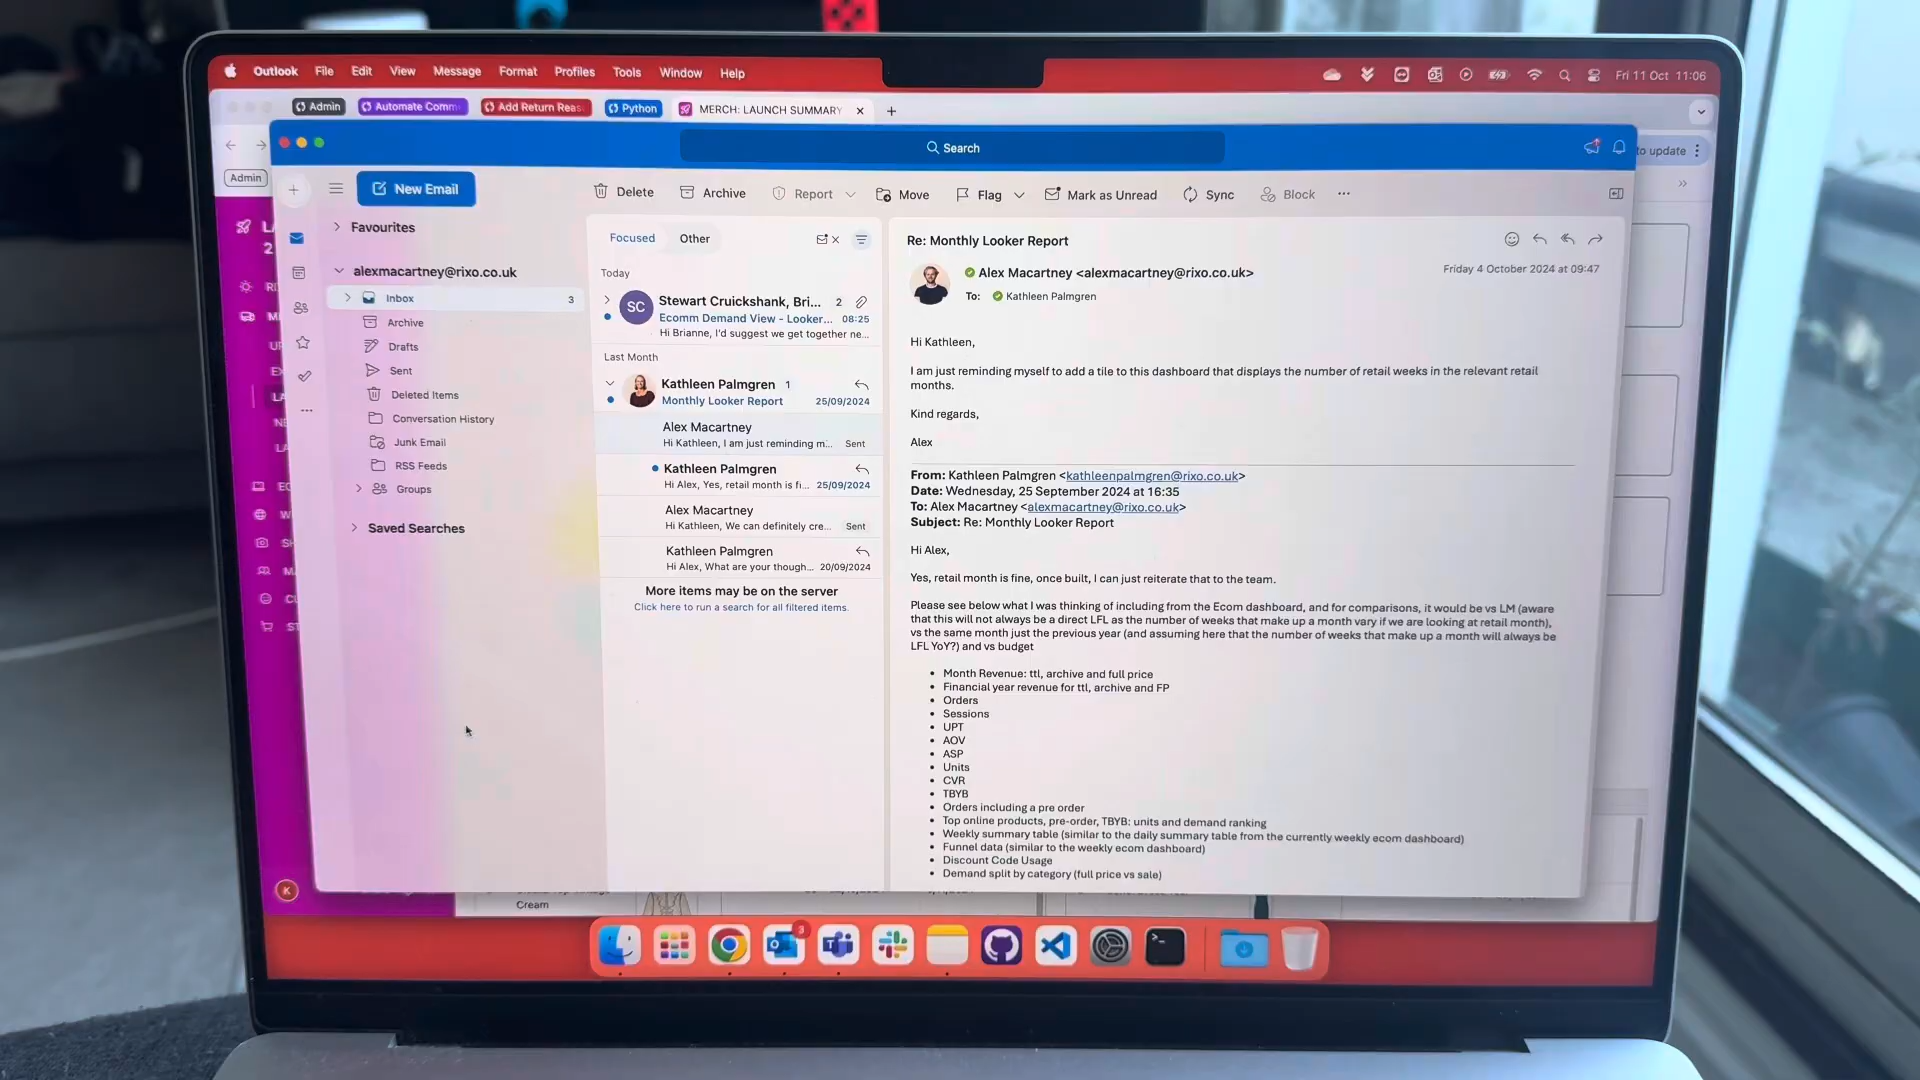 Outlook File Edit View Message Format Profiles Tools Window Help
Fri 11 Oct 11:06
Admin
Automate Comm
Add Return Reas
Python
MERCH: LAUNCH SUMMARY
Search
to update
Admin
New Email
Delete
Archive
Report
Move
Flag
Mark as Unread
Sync
Block
Favourites
alexmacartney@rixo.co.uk
Inbox 3
Archive
Drafts
Sent
Deleted Items
Conversation History
Junk Email
RSS Feeds
Groups
Saved Searches
Focused Other
Today
SC
Stewart Cruickshank, Bri... 2
Ecomm Demand View - Looker... 08:25
Hi Brianne, I'd suggest we get together ne...
Last Month
Kathleen Palmgren 1
Monthly Looker Report 25/09/2024
Alex Macartney
Hi Kathleen, I am just reminding m... Sent
Kathleen Palmgren
Hi Alex, Yes, retail month is fi... 25/09/2024
Alex Macartney
Hi Kathleen, We can definitely cre... Sent
Kathleen Palmgren
Hi Alex, What are your though... 20/09/2024
More items may be on the server
Click here to run a search for all filtered items.
Re: Monthly Looker Report
Alex Macartney <alexmacartney@rixo.co.uk>
To: Kathleen Palmgren
Friday 4 October 2024 at 09:47
Hi Kathleen,
I am just reminding myself to add a tile to this dashboard that displays the number of retail weeks in the relevant retail
months.
Kind regards,
Alex
From: Kathleen Palmgren <kathleenpalmgren@rixo.co.uk>
Date: Wednesday, 25 September 2024 at 16:35
To: Alex Macartney <alexmacartney@rixo.co.uk>
Subject: Re: Monthly Looker Report
Hi Alex,
Yes, retail month is fine, once built, I can just reiterate that to the team.
Please see below what I was thinking of including from the Ecom dashboard, and for comparisons, it would be vs LM (aware
that this will not always be a direct LFL as the number of weeks that make up a month vary if we are looking at retail month),
vs the same month just the previous year (and assuming here that the number of weeks that make up a month will always be
LFL YoY?) and vs budget
• Month Revenue: ttl, archive and full price
• Financial year revenue for ttl, archive and FP
• Orders
• Sessions
• UPT
• AOV
• ASP
• Units
• CVR
• TBYB
• Orders including a pre order
• Top online products, pre-order, TBYB: units and demand ranking
• Weekly summary table (similar to the daily summary table from the currently weekly ecom dashboard)
• Funnel data (similar to the weekly ecom dashboard)
• Discount Code Usage
• Demand split by category (full price vs sale)
K
Cream
3